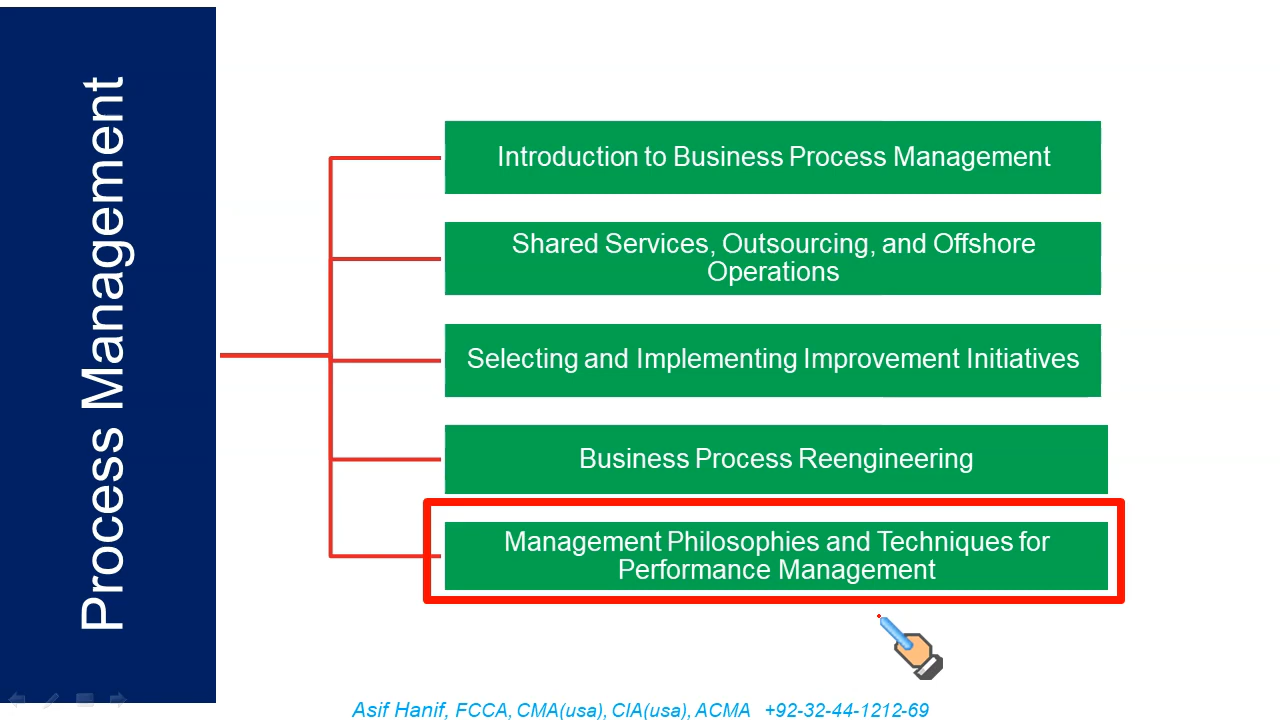 Process Management
Introduction to Business Process Management
Shared Services, Outsourcing, and Offshore
Operations
Selecting and Implementing Improvement Initiatives
Business Process Reengineering
Management Philosophies and Techniques for
Performance Management
Asif Hanif, FCCA, CMA(usa), CIA(usa), ACMA +92-32-44-1212-69